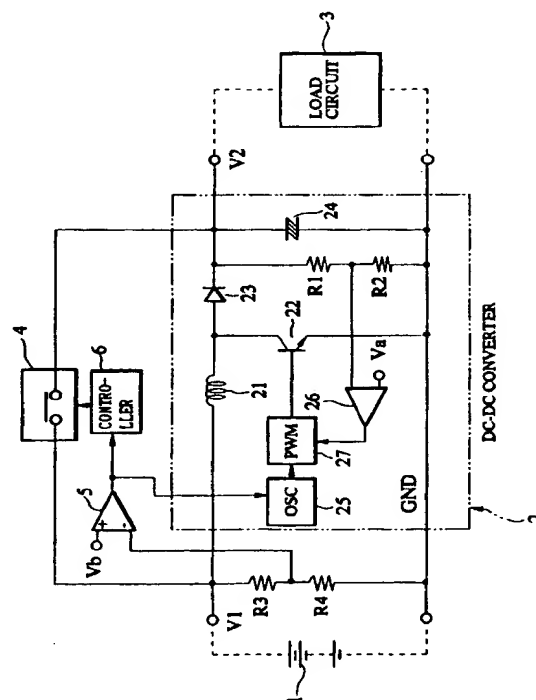 3
LOAD
CIRCUIT
V2
4
6
CONTRO-
LLER
24
23
R1
R2
22
21
5
Vb
+
-
26
Va
PWM
27
OSC
25
GND
DC-DC CONVERTER
2
V1
R3
R4
1